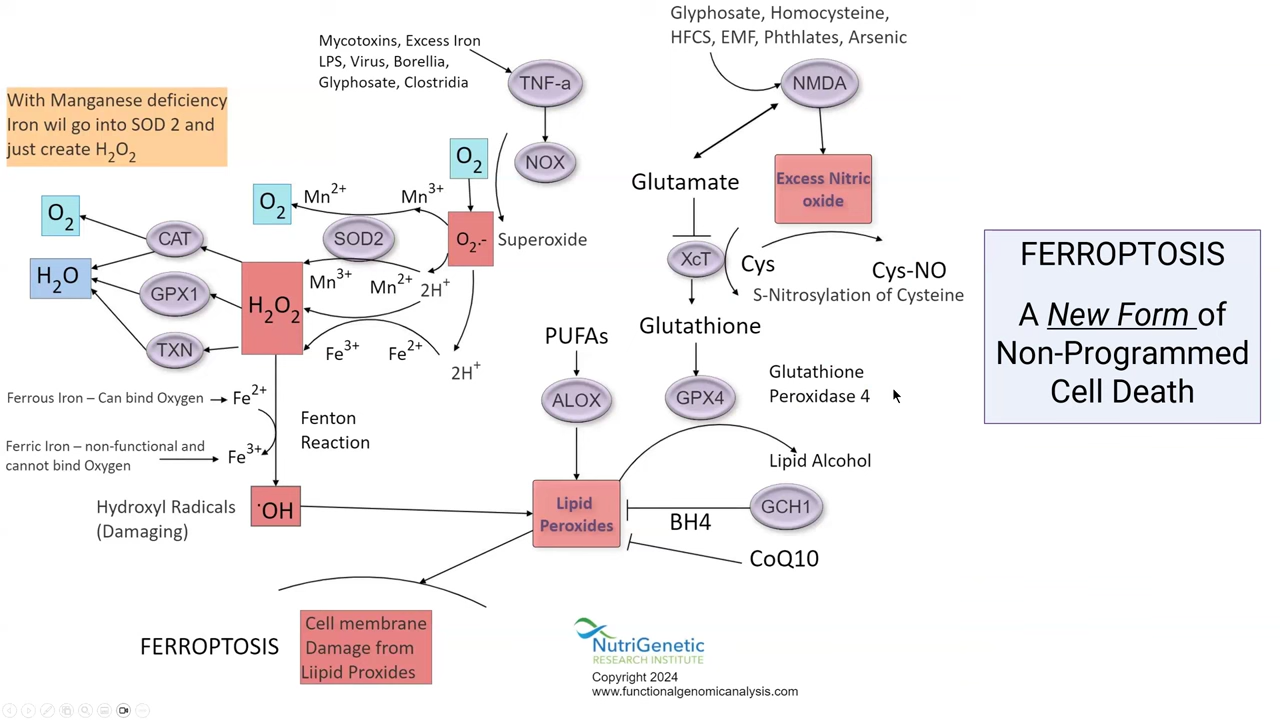 Glyphosate, Homocysteine,
HFCS, EMF, Phthlates, Arsenic
Mycotoxins, Excess Iron
LPS, Virus, Borellia,
Glyphosate, Clostridia
TNF-a
NMDA
With Manganese deficiency
Iron wil go into SOD 2 and
just create H₂O₂
O₂
NOX
Glutamate
Excess Nitric
oxide
O₂
Mn²⁺
Mn³⁺
O₂
CAT
SOD2
O₂·-
Superoxide
XcT
Cys
Cys-NO
S-Nitrosylation of Cysteine
H₂O
GPX1
H₂O₂
Mn³⁺
Mn²⁺
2H⁺
Glutathione
PUFAs
TXN
Fe³⁺
Fe²⁺
2H⁺
Glutathione
Peroxidase 4
ALOX
GPX4
Ferrous Iron – Can bind Oxygen
Fe²⁺
Fenton
Reaction
Ferric Iron – non-functional and
cannot bind Oxygen
Fe³⁺
Lipid Alcohol
Hydroxyl Radicals
(Damaging)
·OH
Lipid
Peroxides
BH4
GCH1
CoQ10
FERROPTOSIS
Cell membrane
Damage from
Liipid Proxides
FERROPTOSIS
A New Form of
Non-Programmed
Cell Death
NutriGenetic
RESEARCH INSTITUTE
Copyright 2024
www.functionalgenomicanalysis.com